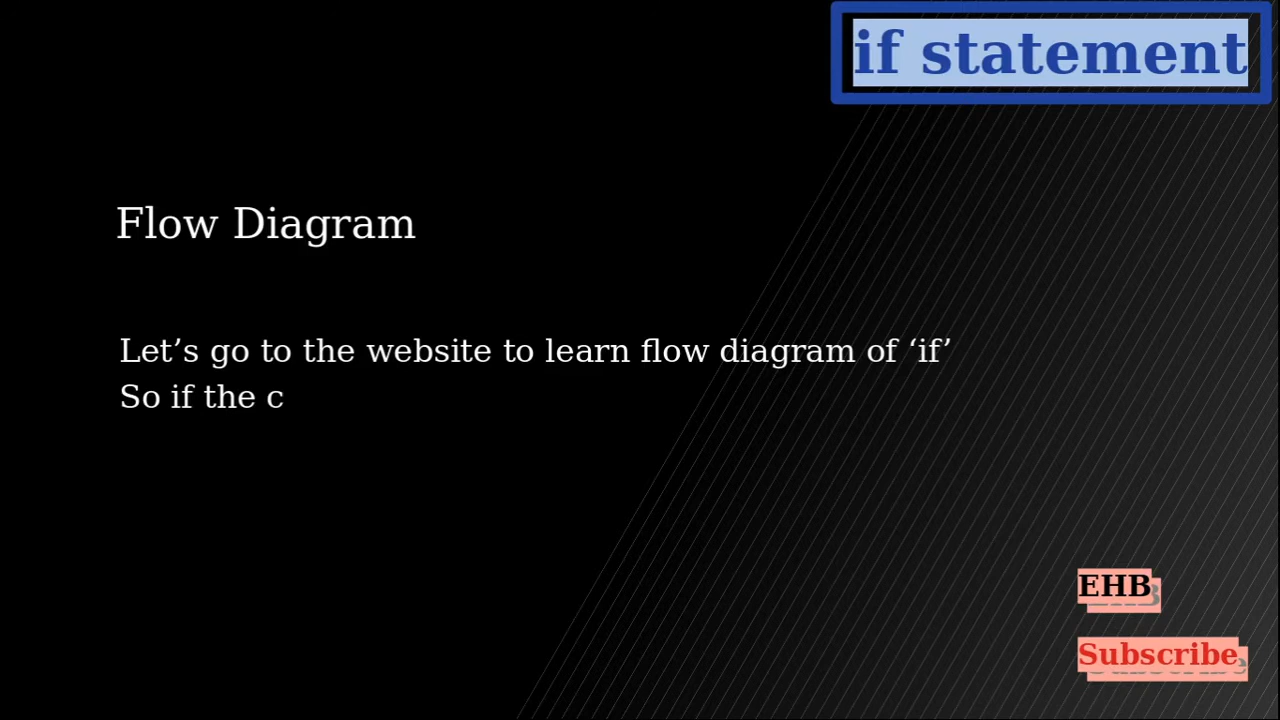 if statement
Flow Diagram
Let’s go to the website to learn flow diagram of ‘if’
So if the c
EHB
Subscribe